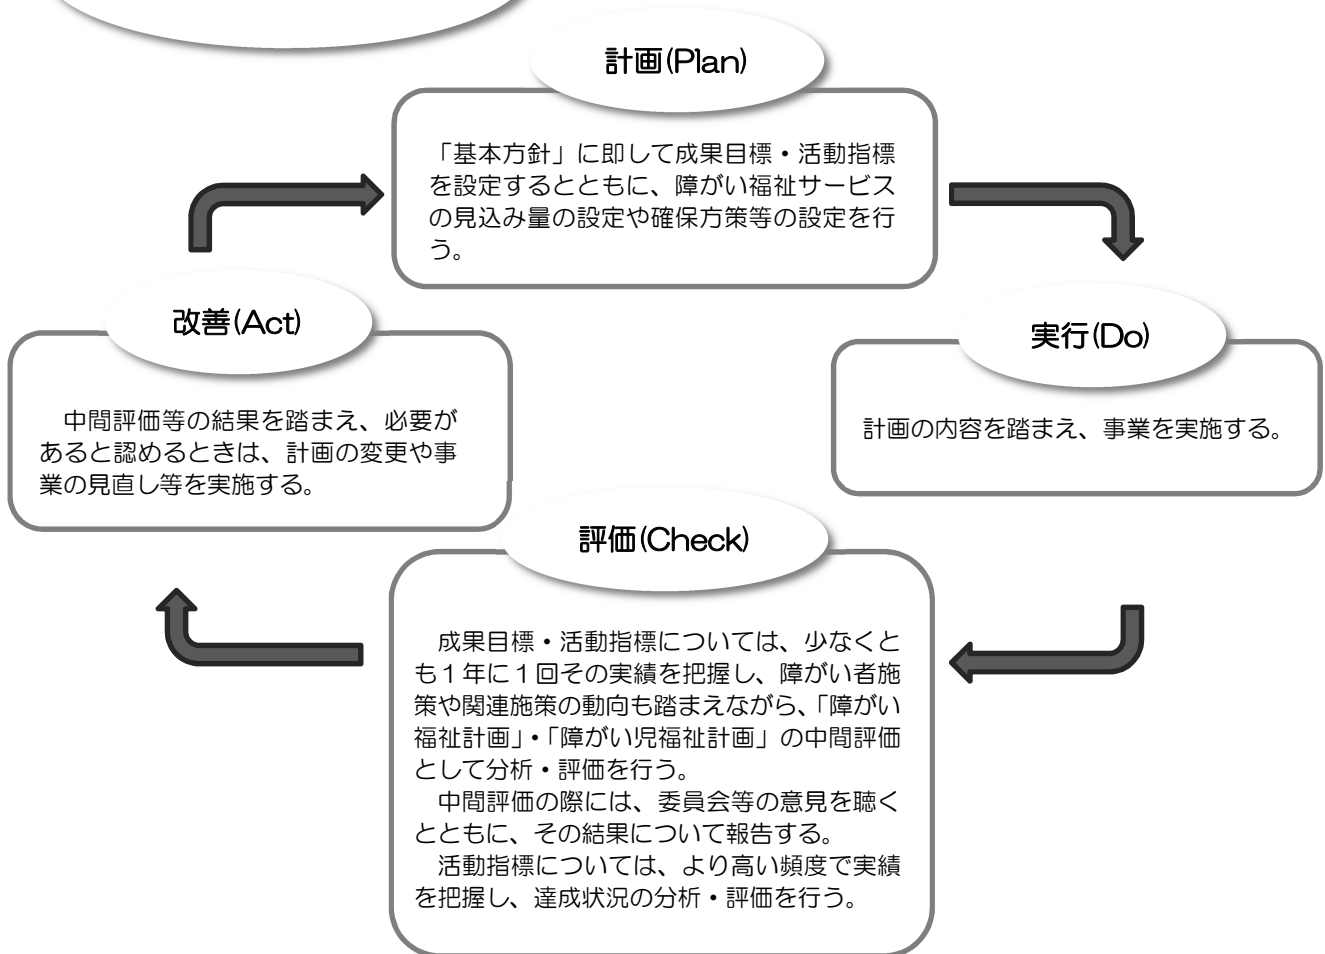 計画(Plan)
「基本方針」に即して成果目標・活動指標
を設定するとともに、障がい福祉サービス
の見込み量の設定や確保方策等の設定を行
う。
改善(Act)
中間評価等の結果を踏まえ、必要が
あると認めるときは、計画の変更や事
業の見直し等を実施する。
実行(Do)
計画の内容を踏まえ、事業を実施する。
評価(Check)
成果目標・活動指標については、少なくと
も1年に1回その実績を把握し、障がい者施
策や関連施策の動向も踏まえながら、「障がい
福祉計画」・「障がい児福祉計画」の中間評価
として分析・評価を行う。
中間評価の際には、委員会等の意見を聴く
とともに、その結果について報告する。
活動指標については、より高い頻度で実績
を把握し、達成状況の分析・評価を行う。